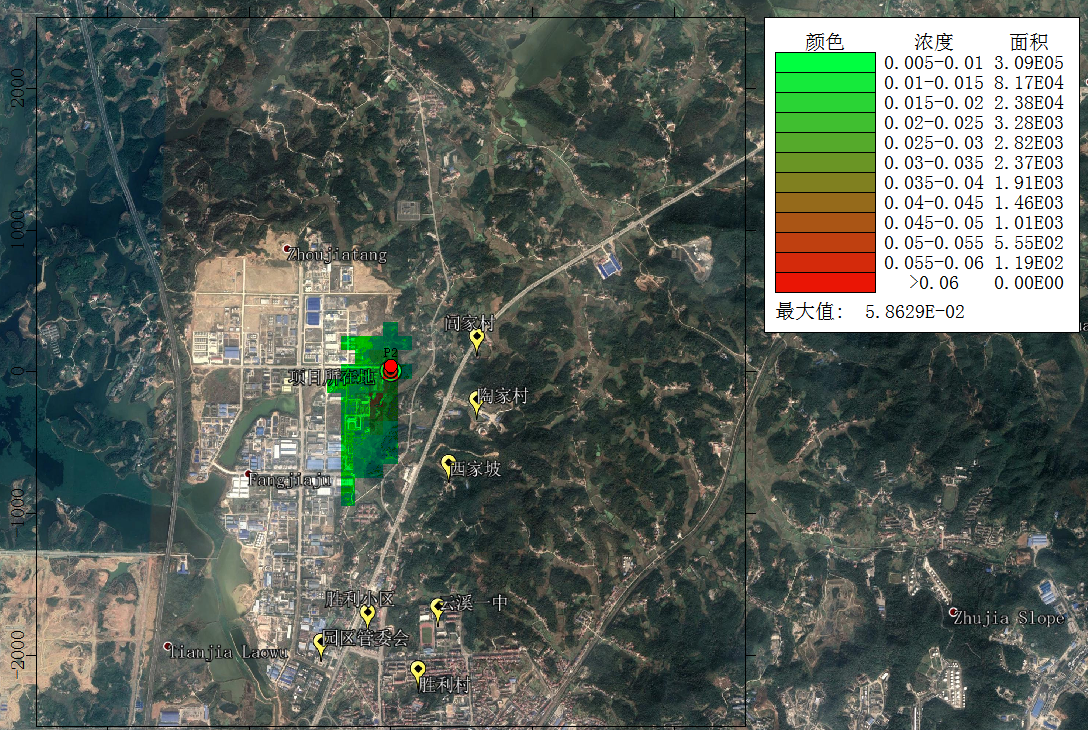 颜色 浓度 面积
0.005-0.01 3.09E05
0.01-0.015 8.17E04
0.015-0.02 2.38E04
0.02-0.025 3.28E03
0.025-0.03 2.82E03
0.03-0.035 2.37E03
0.035-0.04 1.91E03
0.04-0.045 1.46E03
0.045-0.05 1.01E03
0.05-0.055 5.55E02
0.055-0.06 1.19E02
>0.06 0.00E00
最大值: 5.8629E-02
2000
1000
0
-1000
-2000
Zhoujiatang
闾家村
P2
项目所在地
陶家村
西家坡
Fangjiaju
胜利小区
云溪一中
Zhujia Slope
园区管委会
Tianjia Laowu
胜利村